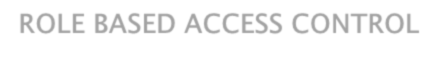 ROLE BASED ACCESS CONTROL